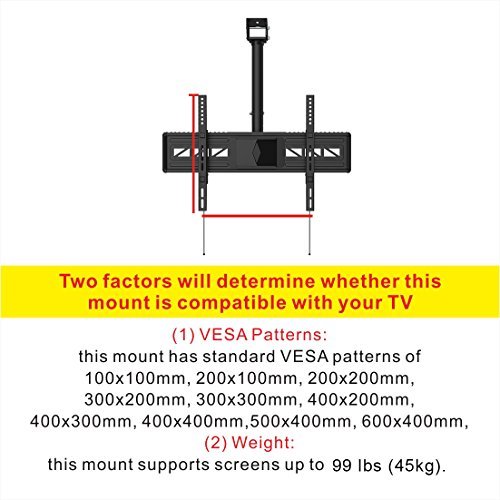 Two factors will determine whether this
mount is compatible with your TV
(1) VESA Patterns:
this mount has standard VESA patterns of
100x100mm, 200x100mm, 200x200mm,
300x200mm, 300x300mm, 400x200mm,
400x300mm, 400x400mm,500x400mm, 600x400mm,
(2) Weight:
this mount supports screens up to 99 lbs (45kg).